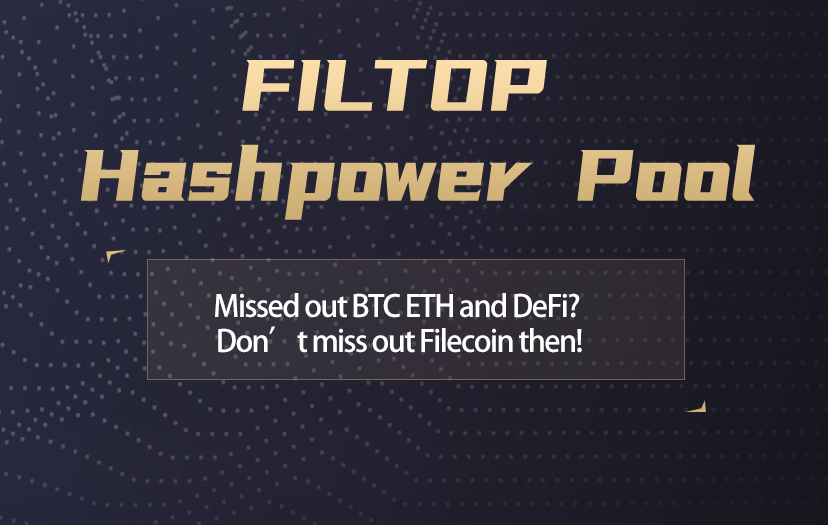 FILTOP
Hashpower Pool
Missed out BTC ETH and DeFi?
Don’ t miss out Filecoin then!